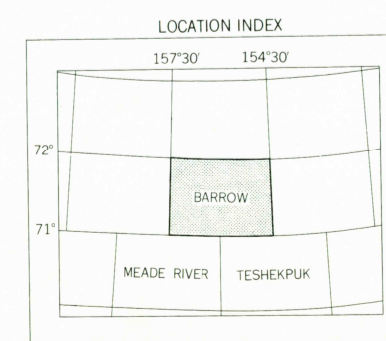 LOCATION INDEX
157°30′ 154°30′
72°
BARROW
71°
MEADE RIVER TESHEKPUK